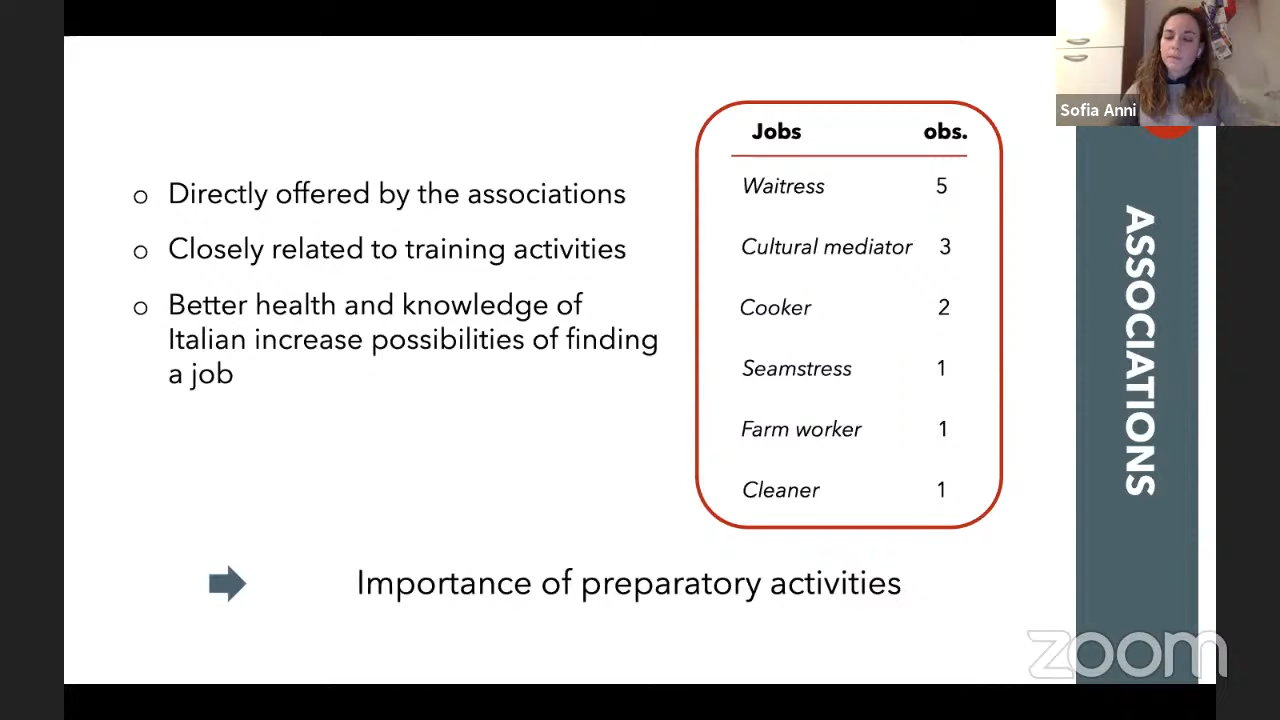 Sofia Anni
Directly offered by the associations
Closely related to training activities
Better health and knowledge of
Italian increase possibilities of finding
a job
Jobs obs.
Waitress 5
Cultural mediator 3
Cooker 2
Seamstress 1
Farm worker 1
Cleaner 1
ASSOCIATIONS
Importance of preparatory activities
zoom